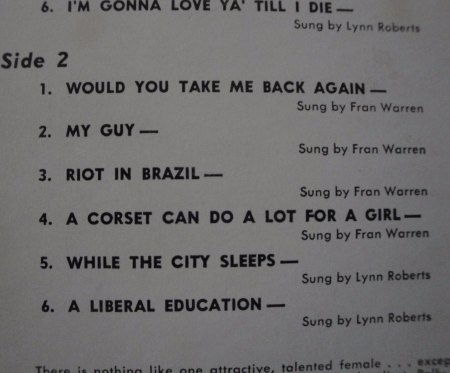 6. I'M GONNA LOVE YA' TILL I DIE—
Sung by Lynn Roberts
Side 2
1. WOULD YOU TAKE ME BACK AGAIN—
Sung by Fran Warren
2. MY GUY—
Sung by Fran Warren
3. RIOT IN BRAZIL—
Sung by Fran Warren
4. A CORSET CAN DO A LOT FOR A GIRL—
Sung by Fran Warren
5. WHILE THE CITY SLEEPS—
Sung by Lynn Roberts
6. A LIBERAL EDUCATION—
Sung by Lynn Roberts
There is nothing like one attractive, talented female . . . excep